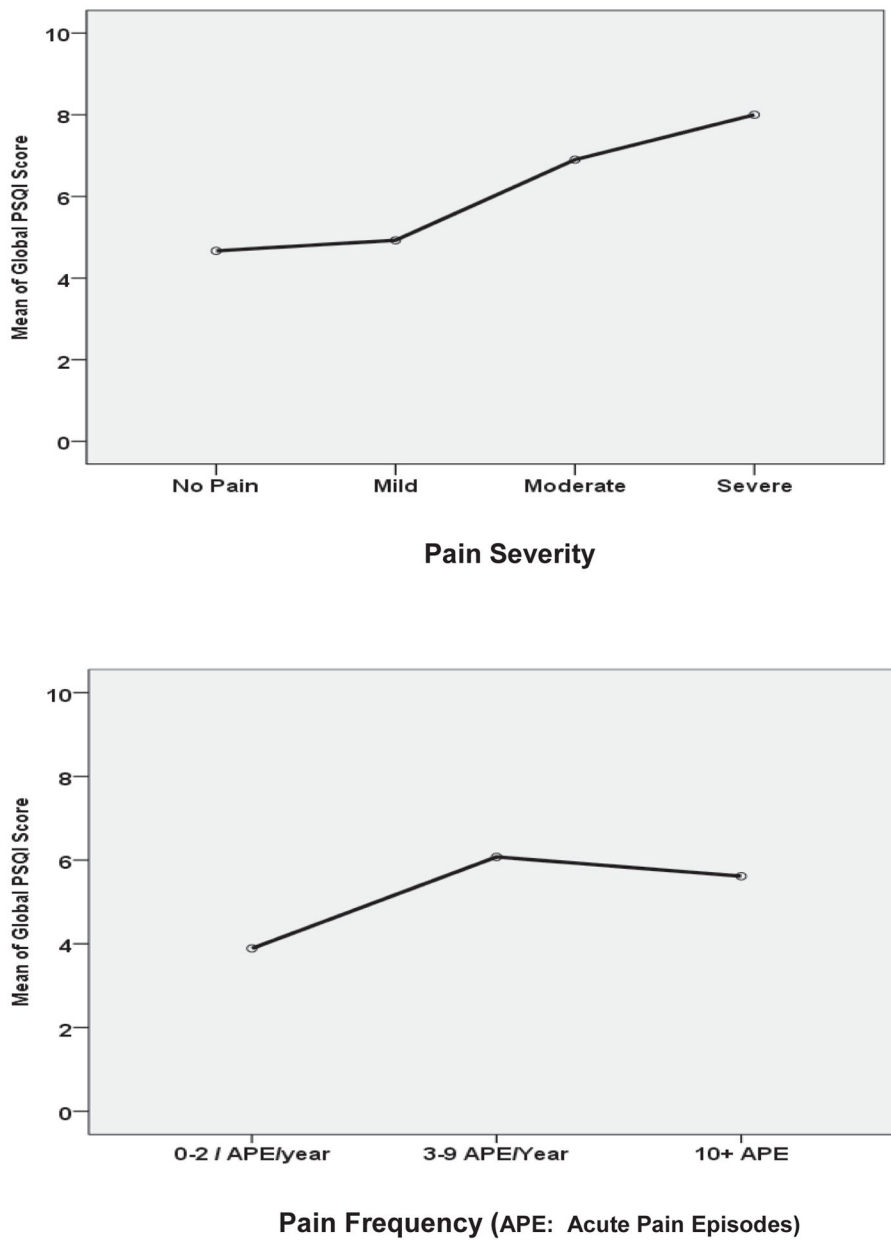 10
8
6
4
2
0
Mean of Global PSQI Score
No Pain Mild Moderate Severe
Pain Severity
10
8
6
4
2
0
Mean of Global PSQI Score
0-2 / APE/year 3-9 APE/Year 10+ APE
Pain Frequency (APE: Acute Pain Episodes)